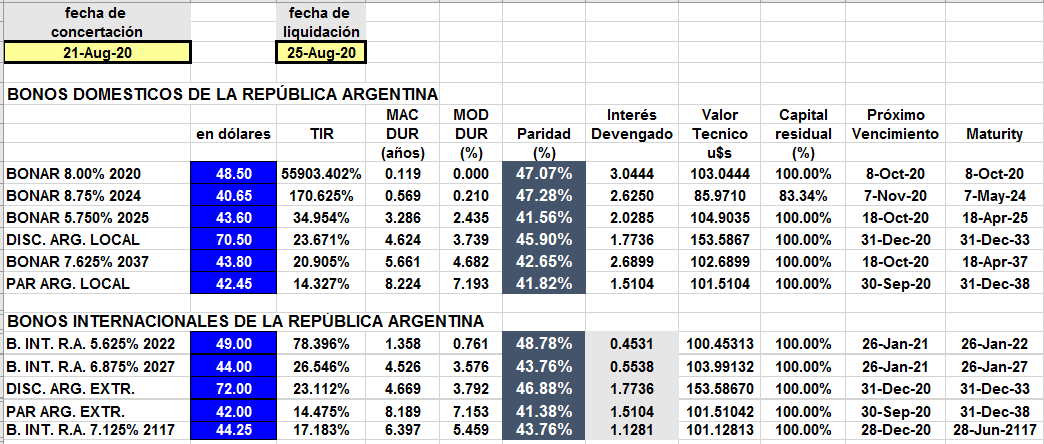 fecha de fecha de
concertación liquidación
21-Aug-20 25-Aug-20
BONOS DOMESTICOS DE LA REPÚBLICA ARGENTINA
MAC MOD Interés Valor Capital Próximo
en dólares TIR DUR DUR Paridad Devengado Tecnico residual Vencimiento Maturity
(años) (%) (%) u$s (%)
BONAR 8.00% 2020 48.50 55903.402% 0.119 0.000 47.07% 3.0444 103.0444 100.00% 8-Oct-20 8-Oct-20
BONAR 8.75% 2024 40.65 170.625% 0.569 0.210 47.28% 2.6250 85.9710 83.34% 7-Nov-20 7-May-24
BONAR 5.750% 2025 43.60 34.954% 3.286 2.435 41.56% 2.0285 104.9035 100.00% 18-Oct-20 18-Apr-25
DISC. ARG. LOCAL 70.50 23.671% 4.624 3.739 45.90% 1.7736 153.5867 100.00% 31-Dec-20 31-Dec-33
BONAR 7.625% 2037 43.80 20.905% 5.661 4.682 42.65% 2.6899 102.6899 100.00% 18-Oct-20 18-Apr-37
PAR ARG. LOCAL 42.45 14.327% 8.224 7.193 41.82% 1.5104 101.5104 100.00% 30-Sep-20 31-Dec-38
BONOS INTERNACIONALES DE LA REPÚBLICA ARGENTINA
B. INT. R.A. 5.625% 2022 49.00 78.396% 1.358 0.761 48.78% 0.4531 100.45313 100.00% 26-Jan-21 26-Jan-22
B. INT. R.A. 6.875% 2027 44.00 26.546% 4.526 3.576 43.76% 0.5538 103.99132 100.00% 26-Jan-21 26-Jan-27
DISC. ARG. EXTR. 72.00 23.112% 4.669 3.792 46.88% 1.7736 153.58670 100.00% 31-Dec-20 31-Dec-33
PAR ARG. EXTR. 42.00 14.475% 8.189 7.153 41.38% 1.5104 101.51042 100.00% 30-Sep-20 31-Dec-38
B. INT. R.A. 7.125% 2117 44.25 17.183% 6.397 5.459 43.76% 1.1281 101.12813 100.00% 28-Dec-20 28-Jun-2117